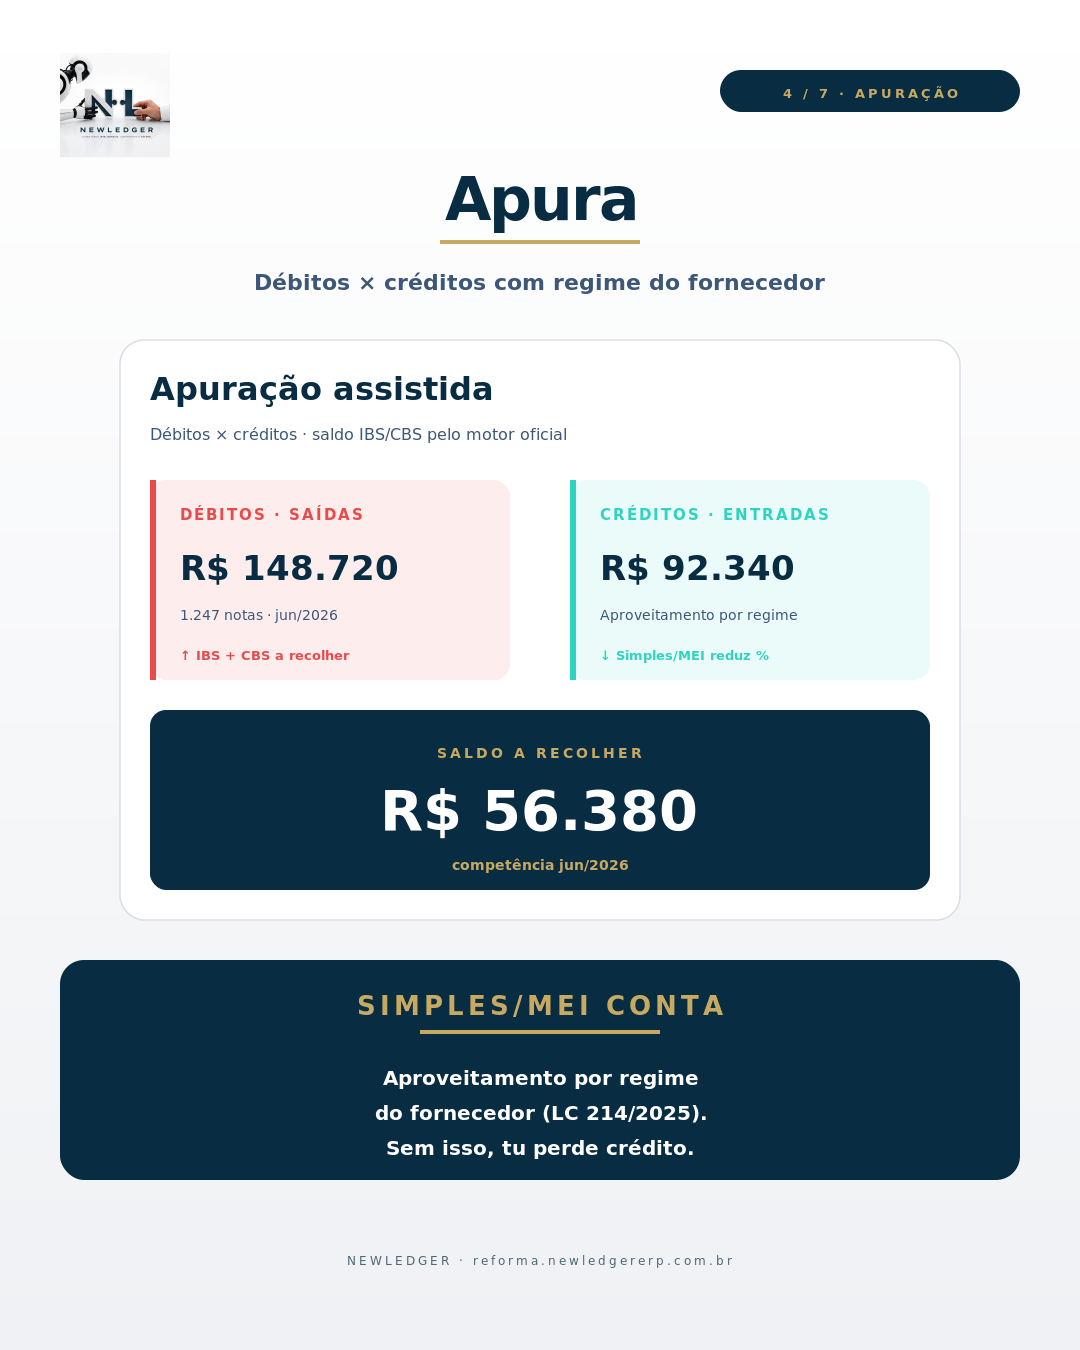 N·L
NEWLEDGER
4 / 7 · APURAÇÃO
Apura
Débitos × créditos com regime do fornecedor
Apuração assistida
Débitos × créditos · saldo IBS/CBS pelo motor oficial
DÉBITOS · SAÍDAS
R$ 148.720
1.247 notas · jun/2026
↑ IBS + CBS a recolher
CRÉDITOS · ENTRADAS
R$ 92.340
Aproveitamento por regime
↓ Simples/MEI reduz %
SALDO A RECOLHER
R$ 56.380
competência jun/2026
SIMPLES/MEI CONTA
Aproveitamento por regime
do fornecedor (LC 214/2025).
Sem isso, tu perde crédito.
NEWLEDGER · reforma.newledgererp.com.br